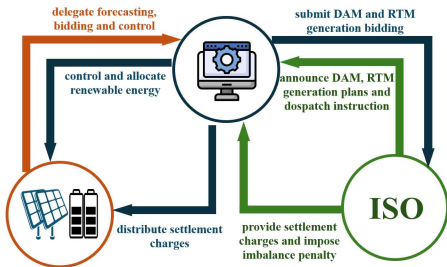 delegate forecasting,
bidding and control
submit DAM and RTM
generation bidding
control and allocate
renewable energy
announce DAM, RTM
generation plans and
dospatch instruction
ISO
distribute settlement
charges
provide settlement
charges and impose
imbalance penalty